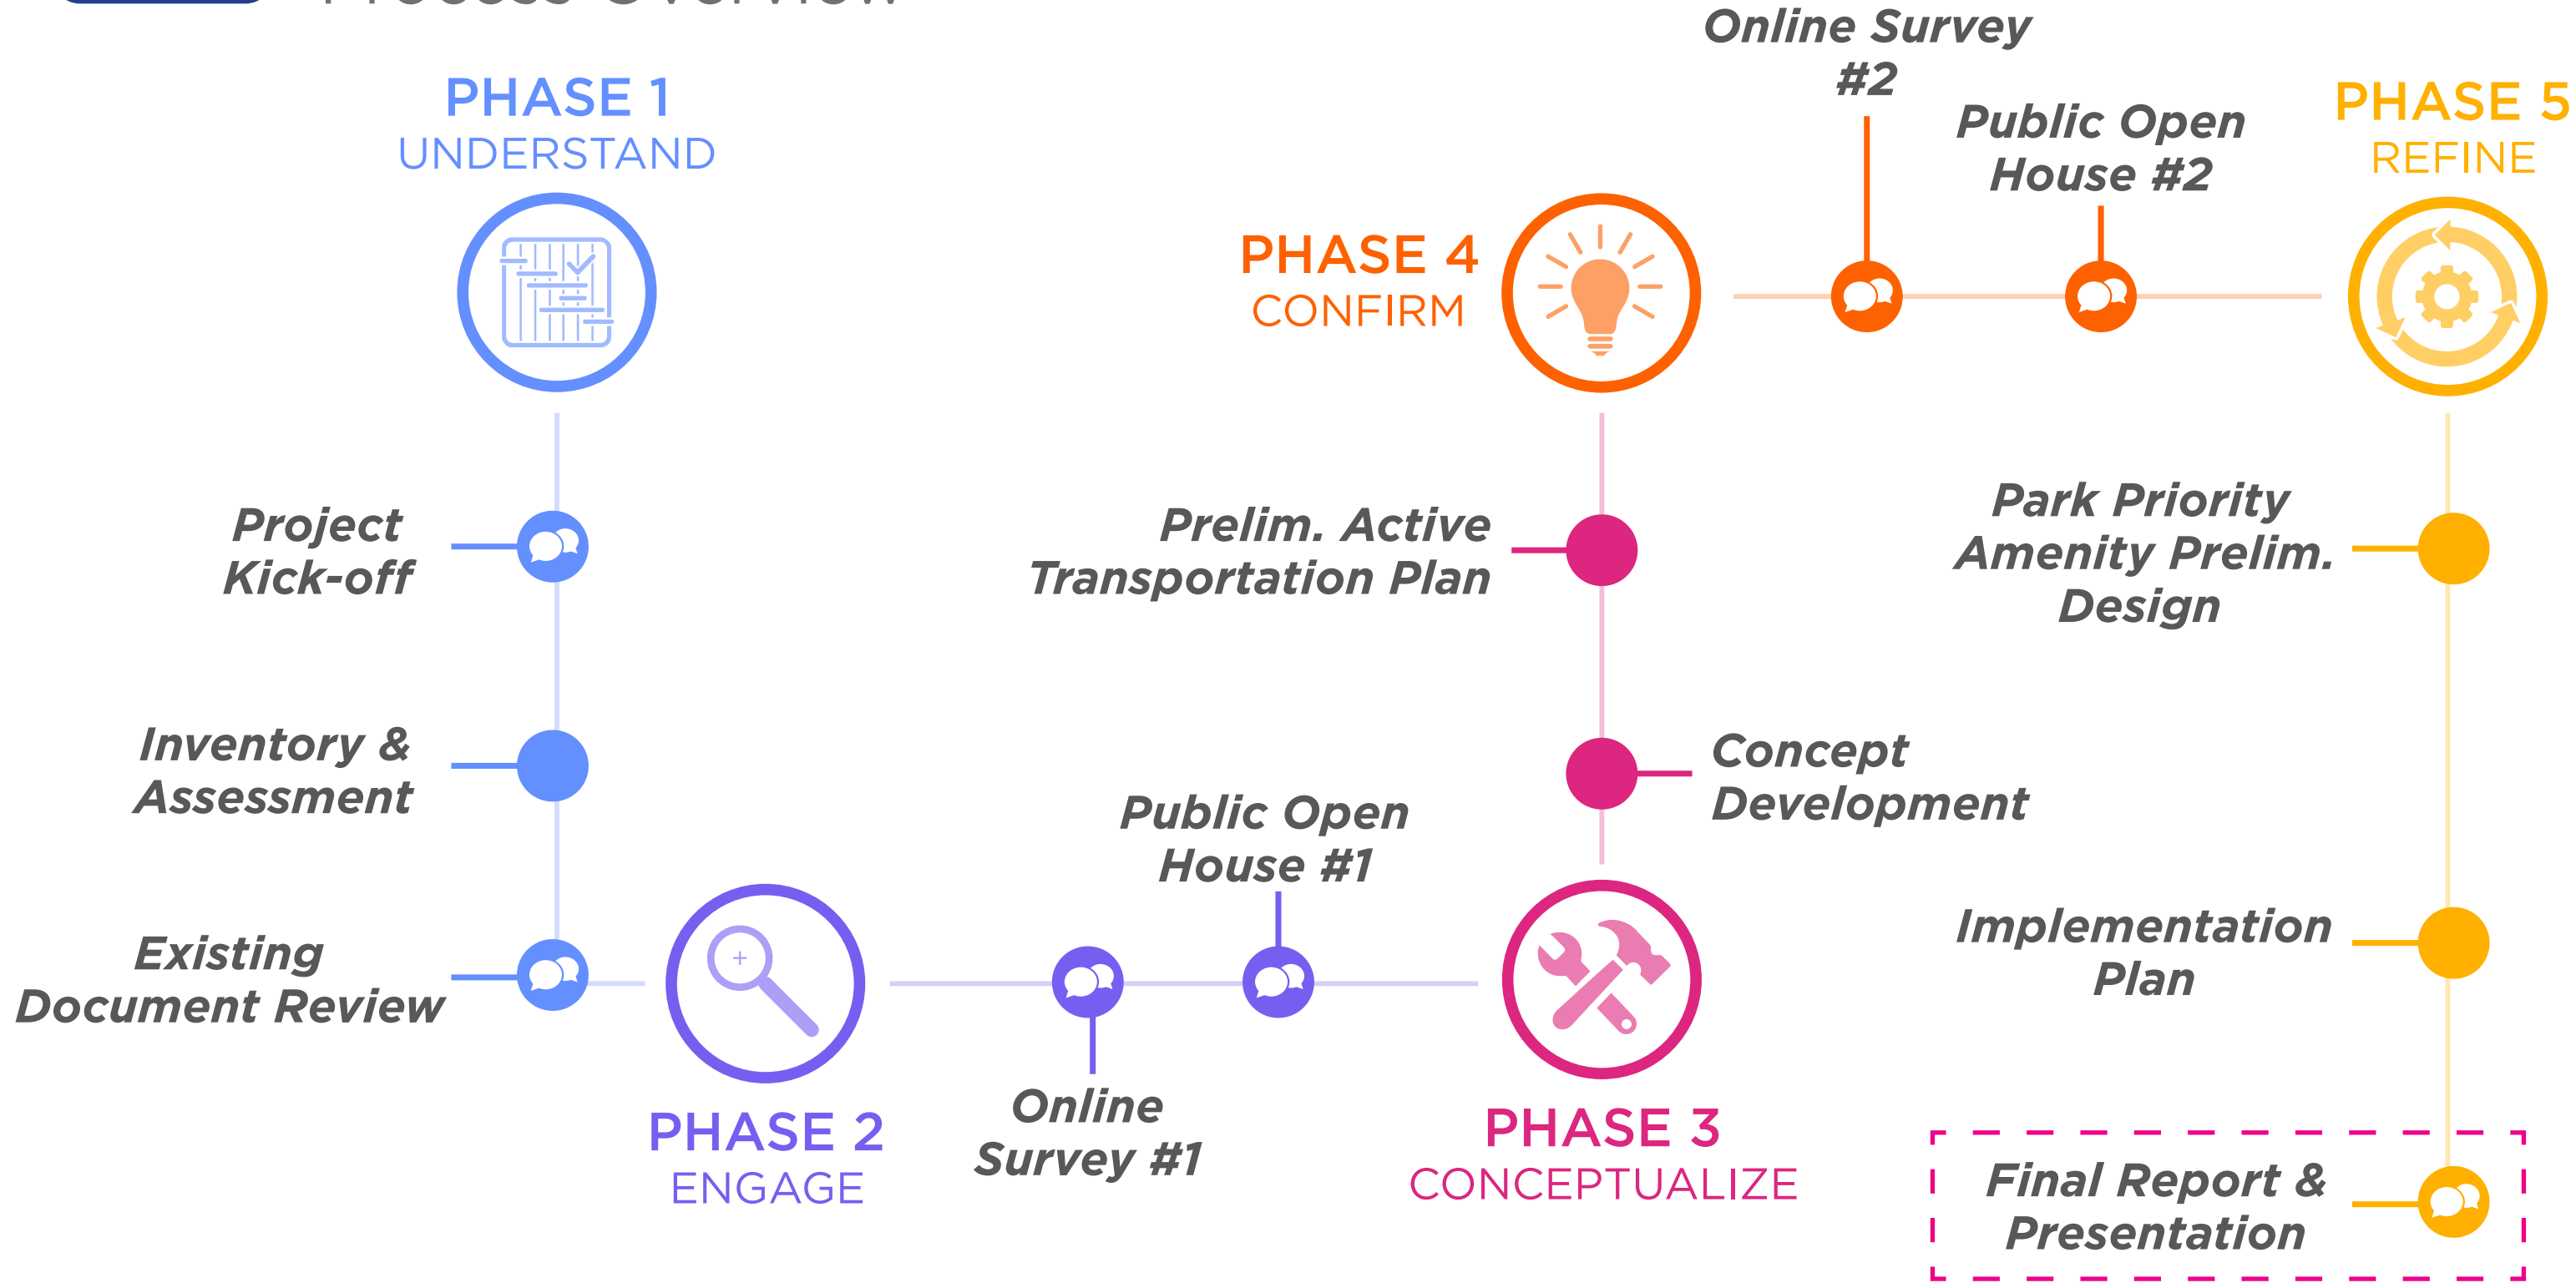 Process Overview
PHASE 1
UNDERSTAND
Project
Kick-off
Inventory &
Assessment
Existing
Document Review
PHASE 2
ENGAGE
Online
Survey #1
Public Open
House #1
PHASE 3
CONCEPTUALIZE
Concept
Development
Prelim. Active
Transportation Plan
PHASE 4
CONFIRM
Online Survey
#2
Public Open
House #2
PHASE 5
REFINE
Park Priority
Amenity Prelim.
Design
Implementation
Plan
Final Report &
Presentation